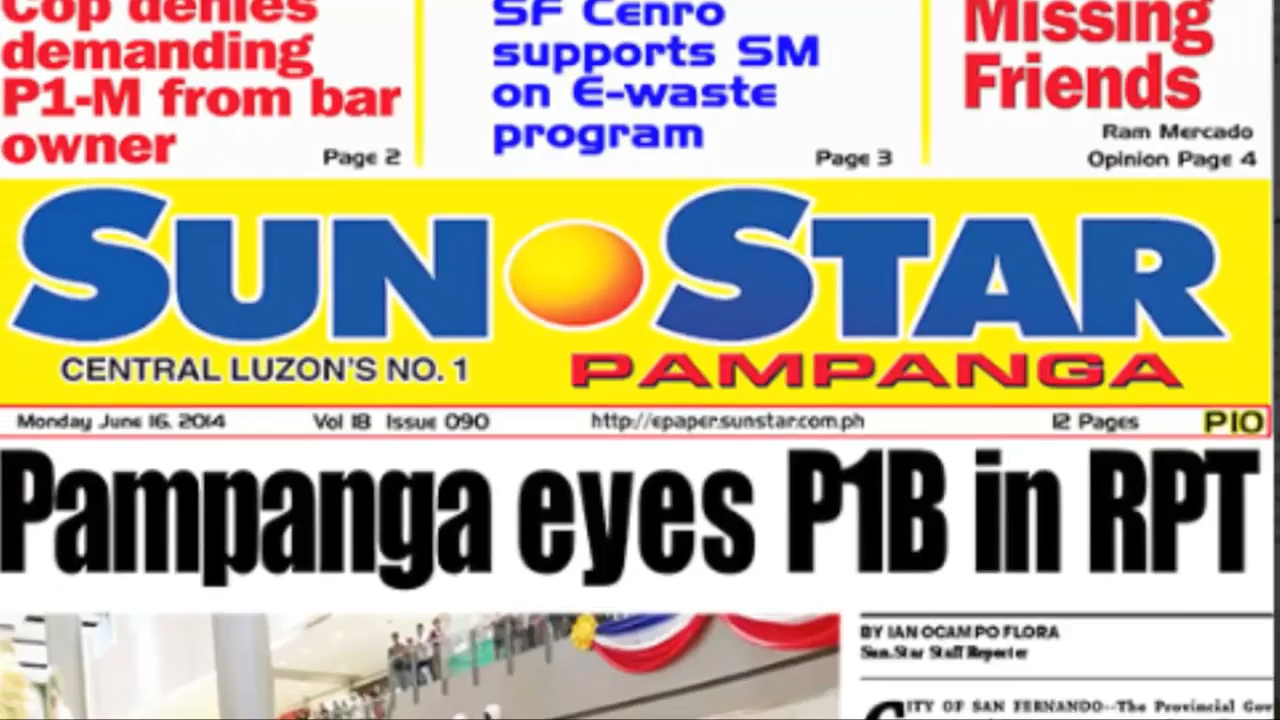 Cop denies
demanding
P1-M from bar
owner
Page 2
SF Cenro
supports SM
on E-waste
program
Page 3
Missing
Friends
Ram Mercado
Opinion Page 4
SUN STAR
CENTRAL LUZON'S NO. 1
PAMPANGA
Monday June 16, 2014 Vol 18 Issue 090 http://epaper.sunstar.com.ph 12 Pages P10
Pampanga eyes P1B in RPT
BY IAN OCAMPO FLORA
Sun.Star Staff Reporter
CITY OF SAN FERNANDO--The Provincial Gov